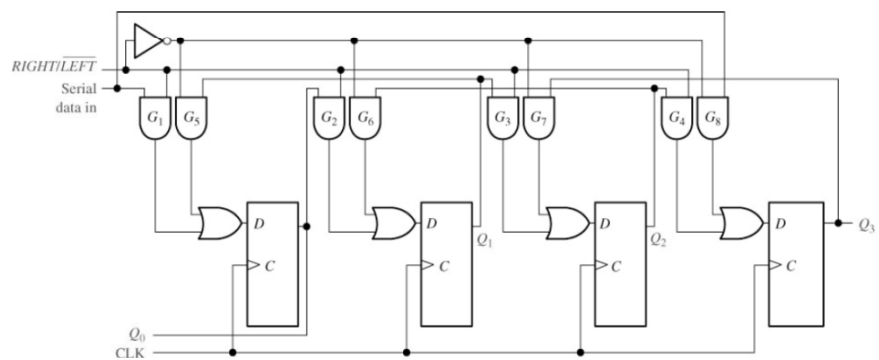 RIGHT/LEFT
Serial
data in
G1 G5 G2 G6 G3 G7 G4 G8
D D D D
Q1 Q2 Q3
C C C C
Q0
CLK